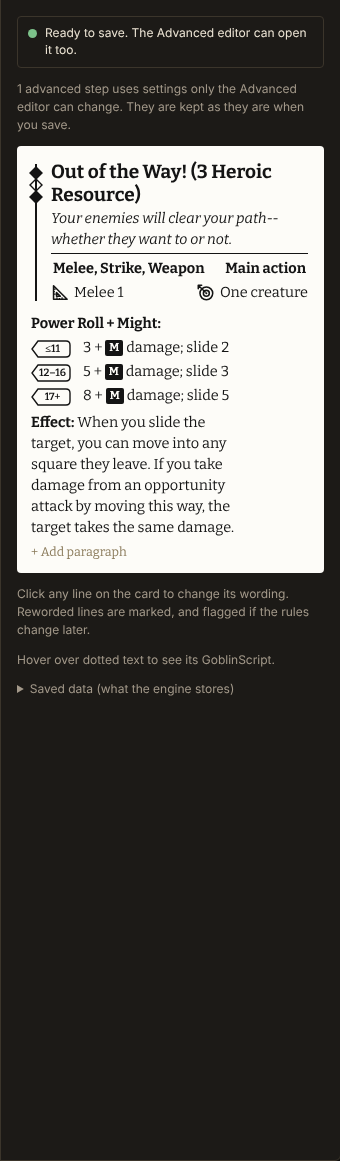 Ready to save. The Advanced editor can open
it too.
1 advanced step uses settings only the Advanced
editor can change. They are kept as they are when
you save.
Out of the Way! (3 Heroic
Resource)
Your enemies will clear your path--
whether they want to or not.
Melee, Strike, Weapon Main action
Melee 1 One creature
Power Roll + Might:
≤11 3 + M damage; slide 2
12–16 5 + M damage; slide 3
17+ 8 + M damage; slide 5
Effect: When you slide the
target, you can move into any
square they leave. If you take
damage from an opportunity
attack by moving this way, the
target takes the same damage.
+ Add paragraph
Click any line on the card to change its wording.
Reworded lines are marked, and flagged if the rules
change later.
Hover over dotted text to see its GoblinScript.
Saved data (what the engine stores)